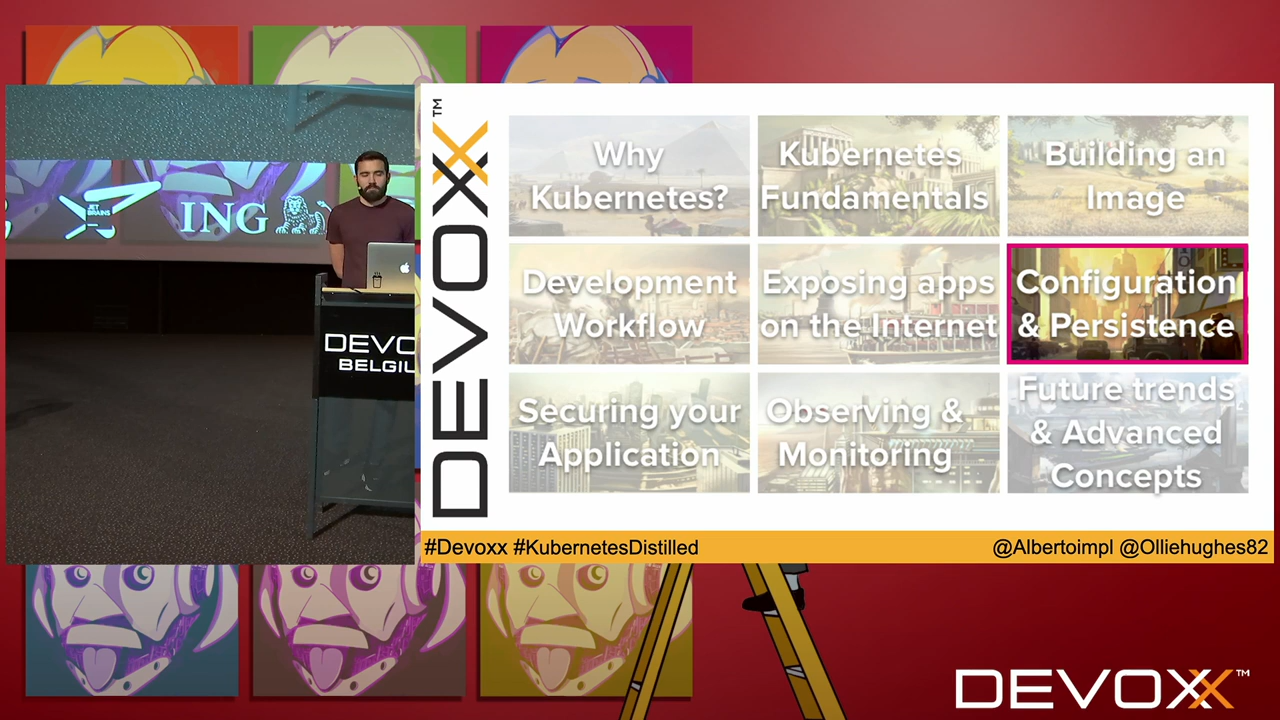 JET
BRAINS
ING
DEVO
BELGIU
DEVOXX™
Why
Kubernetes?
Kubernetes
Fundamentals
Building an
Image
Development
Workflow
Exposing apps
on the Internet
Configuration
& Persistence
Securing your
Application
Observing &
Monitoring
Future trends
& Advanced
Concepts
#Devoxx #KubernetesDistilled
@Albertoimpl @Olliehughes82
DEVOXX™